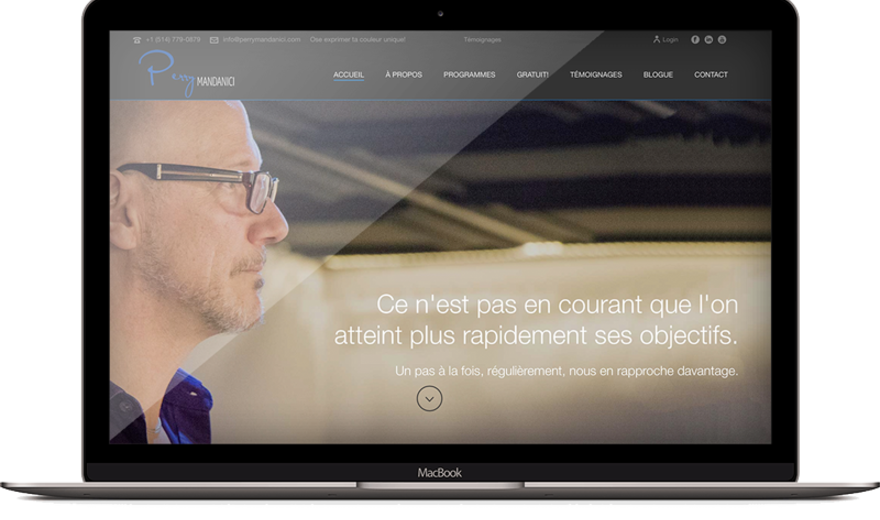 +1 (514) 779-0879 info@perrymandanici.com Ose exprimer ta couleur unique! Témoignages Login
Perry MANDANICI
ACCUEIL À PROPOS PROGRAMMES GRATUIT! TÉMOIGNAGES BLOGUE CONTACT
Ce n'est pas en courant que l'on
atteint plus rapidement ses objectifs.
Un pas à la fois, régulièrement, nous en rapproche davantage.
MacBook